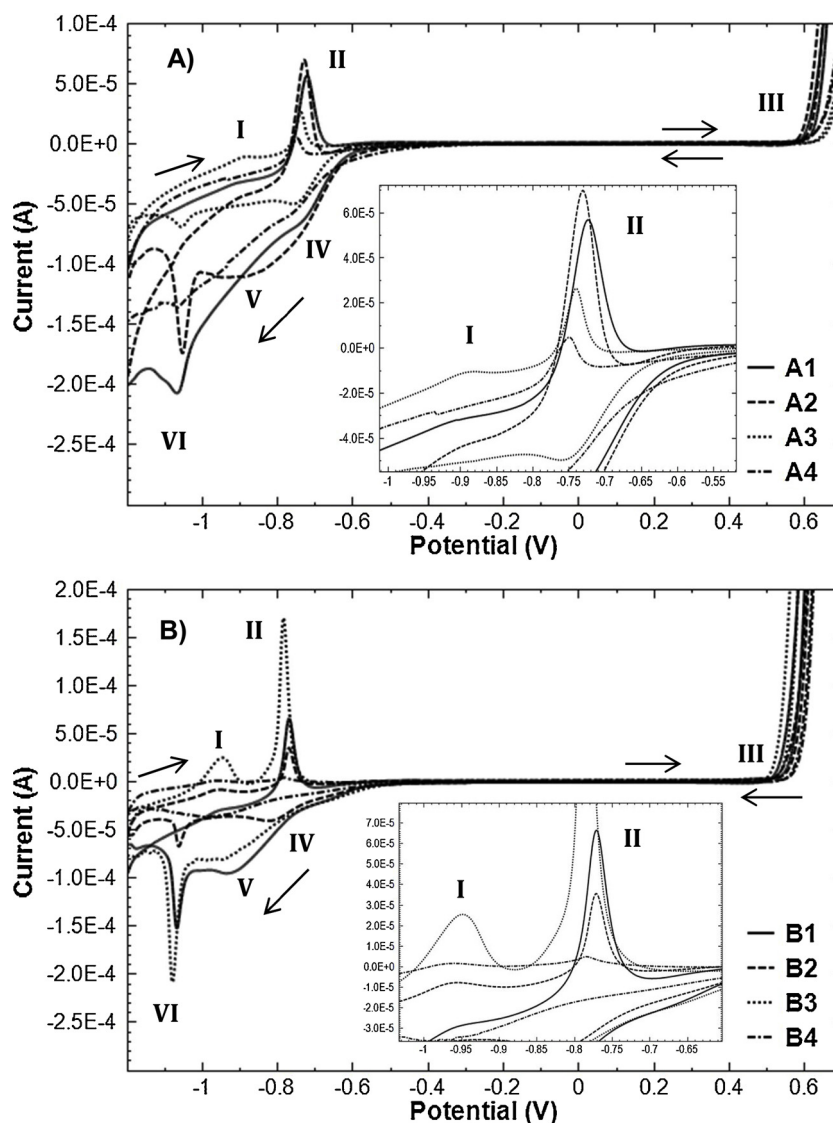 1.0E-4
A)
II
5.0E-5
I
III
0.0E+0
-5.0E-5
IV
-1.0E-4
V
-1.5E-4
-2.0E-4
VI
-2.5E-4
Current (A)
6.0E-5
II
4.0E-5
2.0E-5
I
0.0E+0
-2.0E-5
-4.0E-5
-1 -0.95 -0.9 -0.85 -0.8 -0.75 -0.7 -0.65 -0.6 -0.55
A1
A2
A3
A4
-1 -0.8 -0.6 -0.4 -0.2 0 0.2 0.4 0.6
Potential (V)
2.0E-4
B)
II
1.5E-4
1.0E-4
5.0E-5
I
III
0.0E+0
-5.0E-5
IV
-1.0E-4
V
-1.5E-4
-2.0E-4
VI
-2.5E-4
Current (A)
7.0E-5
II
6.0E-5
5.0E-5
4.0E-5
I
3.0E-5
2.0E-5
1.0E-5
0.0E+0
-1.0E-5
-2.0E-5
-3.0E-5
-1 -0.95 -0.9 -0.85 -0.8 -0.75 -0.7 -0.65
B1
B2
B3
B4
-1 -0.8 -0.6 -0.4 -0.2 0 0.2 0.4 0.6
Potential (V)